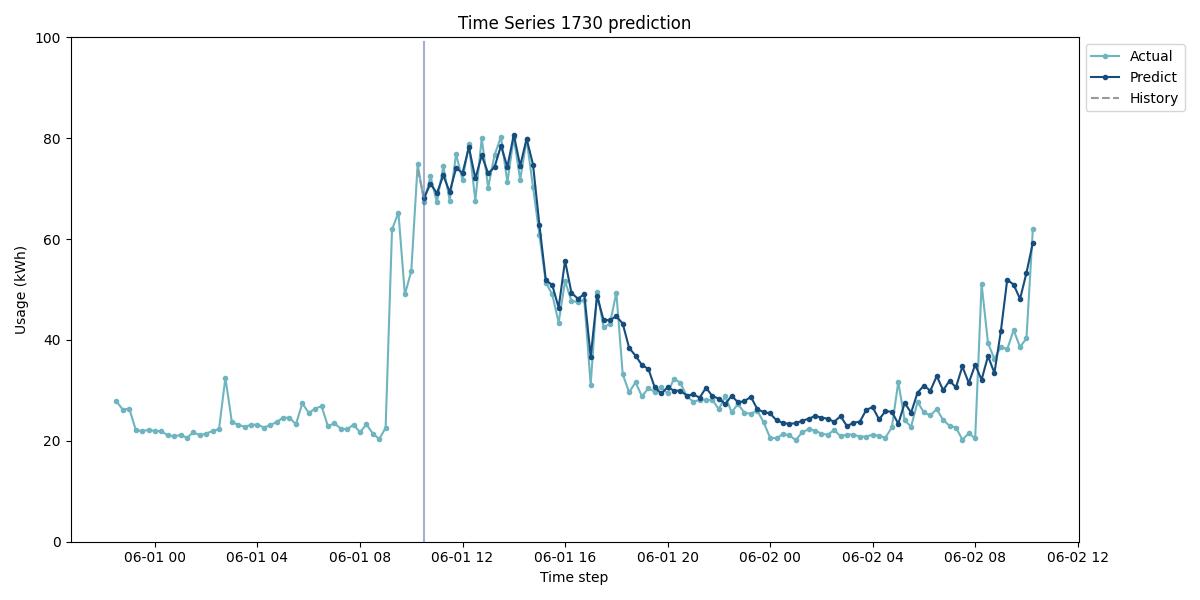 Time Series 1730 prediction
100
80
60
40
20
0
Usage (kWh)
06-01 00
06-01 04
06-01 08
06-01 12
06-01 16
06-01 20
06-02 00
06-02 04
06-02 08
06-02 12
Time step
Actual
Predict
History